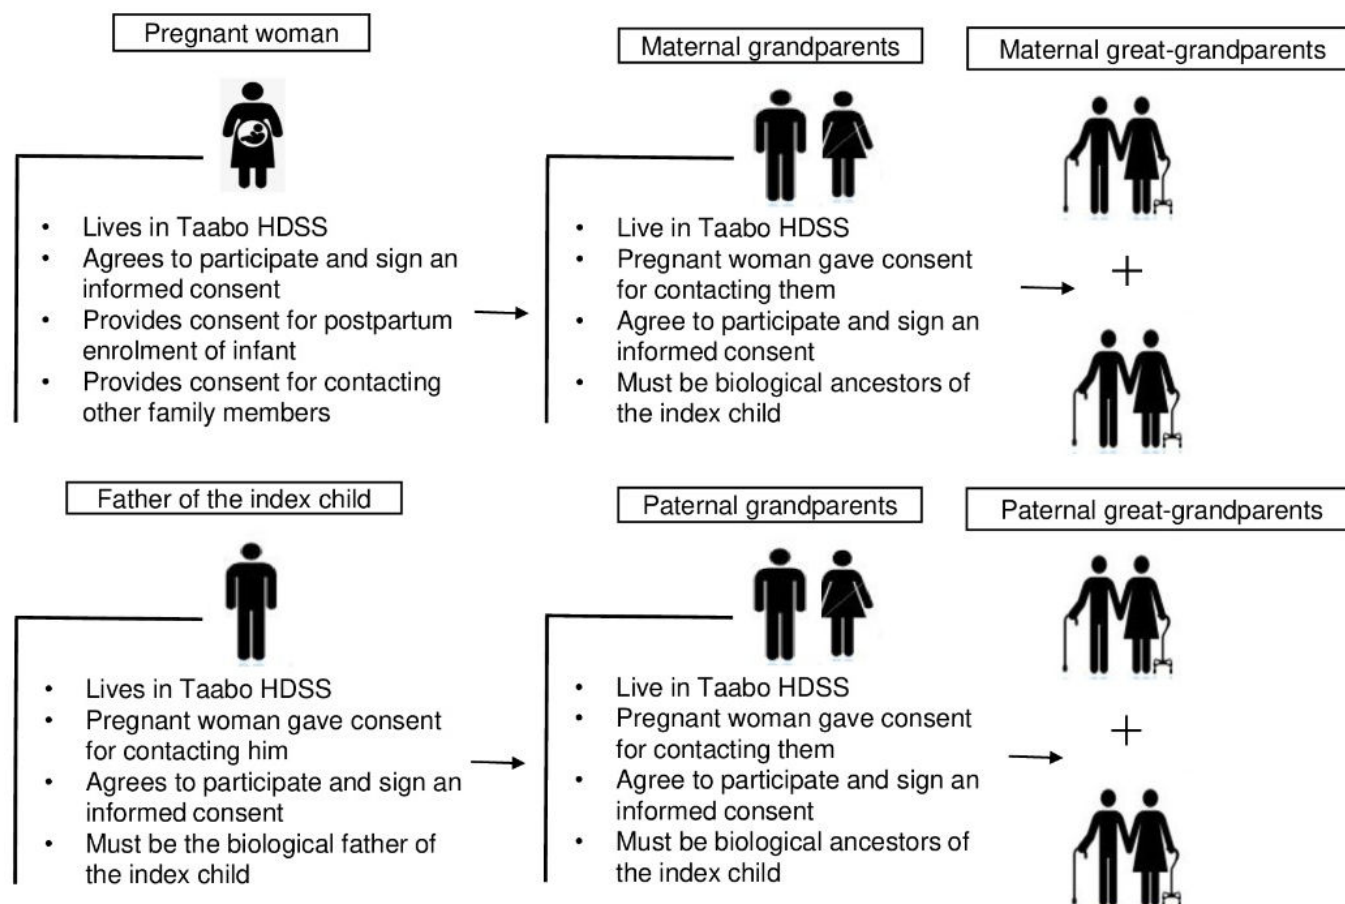 Pregnant woman
• Lives in Taabo HDSS
• Agrees to participate and sign an
informed consent
• Provides consent for postpartum
enrolment of infant
• Provides consent for contacting
other family members
Maternal grandparents
• Live in Taabo HDSS
• Pregnant woman gave consent
for contacting them
• Agree to participate and sign an
informed consent
• Must be biological ancestors of
the index child
Maternal great-grandparents
+
Father of the index child
• Lives in Taabo HDSS
• Pregnant woman gave consent
for contacting him
• Agrees to participate and sign an
informed consent
• Must be the biological father of
the index child
Paternal grandparents
• Live in Taabo HDSS
• Pregnant woman gave consent
for contacting them
• Agree to participate and sign an
informed consent
• Must be biological ancestors of
the index child
Paternal great-grandparents
+